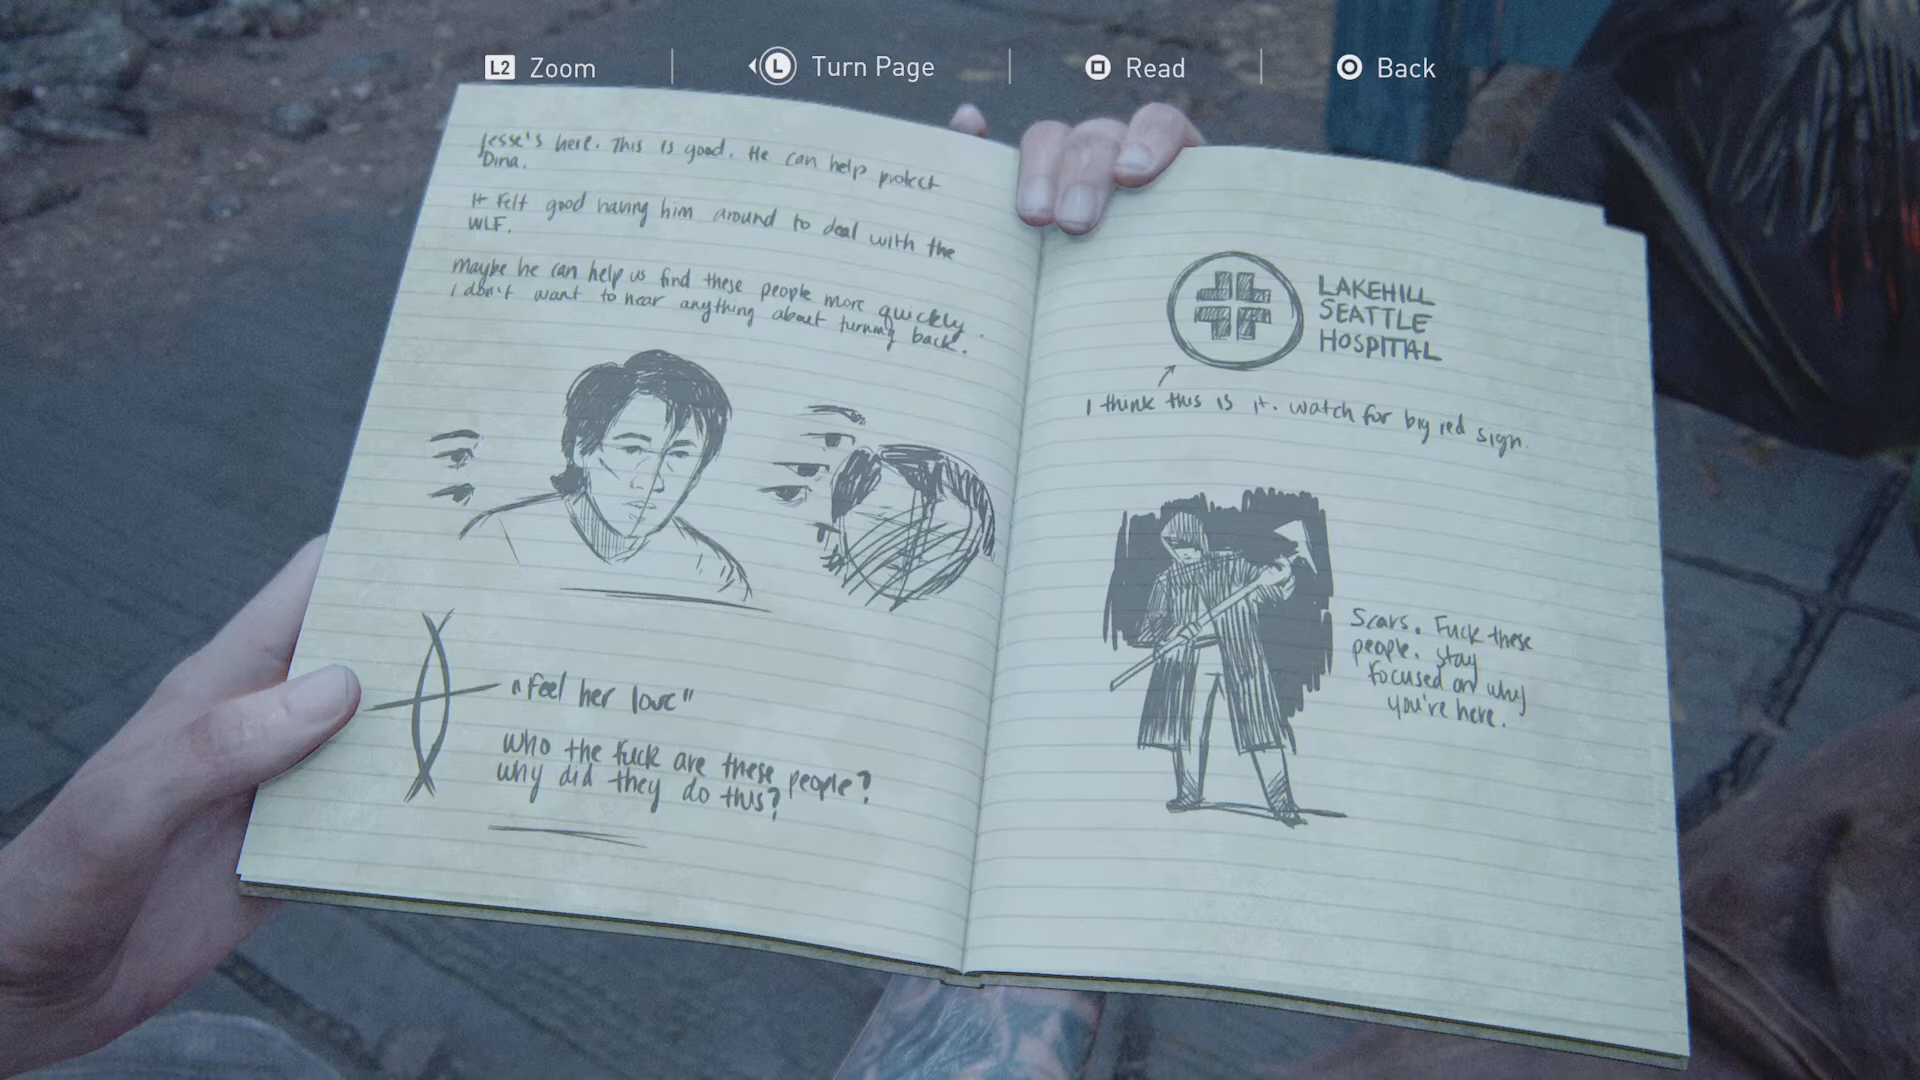 L2 Zoom
L Turn Page
Read
Back
Jesse's here. This is good. He can help protect
Dina.
It felt good having him around to deal with the
WLF.
Maybe he can help us find these people more quickly.
I don't want to hear anything about turning back.
"Feel her love"
Who the fuck are these people?
Why did they do this?
LAKEHILL
SEATTLE
HOSPITAL
I think this is it. Watch for big red sign.
Scars. Fuck these
people. Stay
focused on why
you're here.